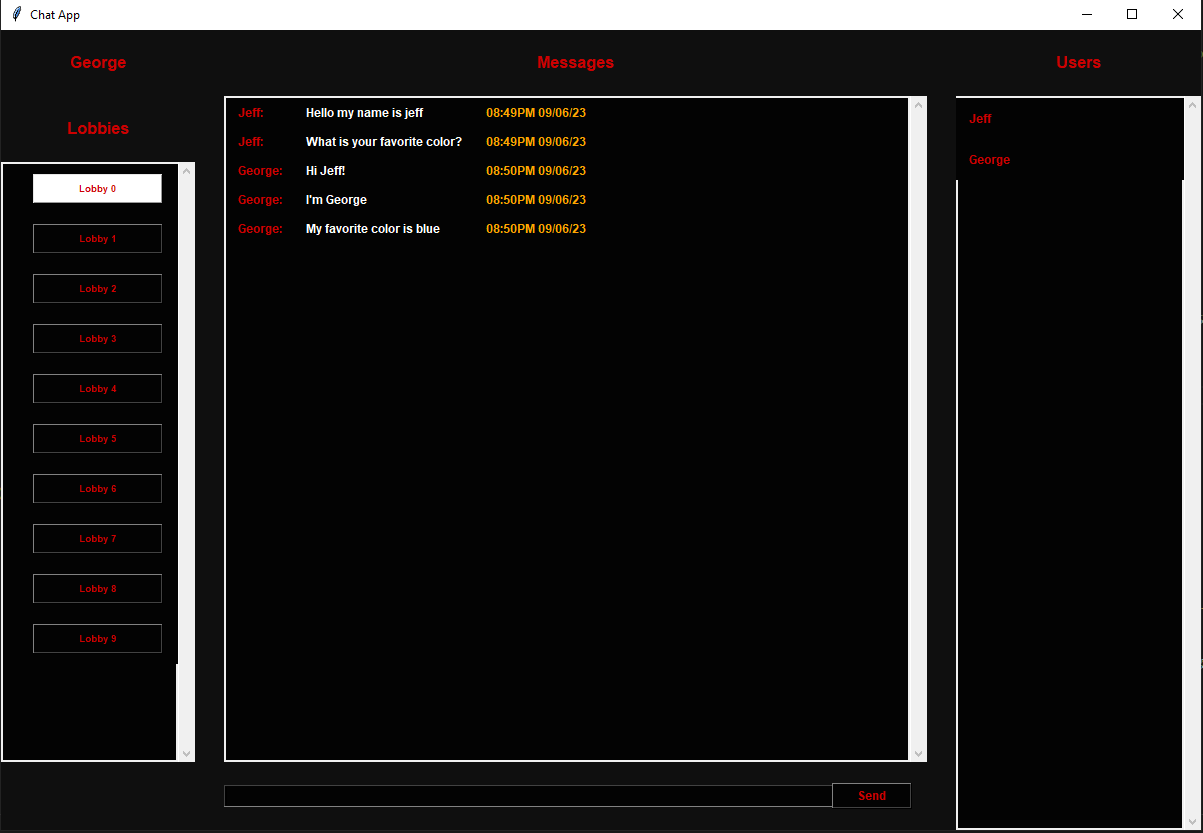 Chat App
George
Messages
Users
Lobbies
Lobby 0
Lobby 1
Lobby 2
Lobby 3
Lobby 4
Lobby 5
Lobby 6
Lobby 7
Lobby 8
Lobby 9
Jeff: Hello my name is jeff 08:49PM 09/06/23
Jeff: What is your favorite color? 08:49PM 09/06/23
George: Hi Jeff! 08:50PM 09/06/23
George: I'm George 08:50PM 09/06/23
George: My favorite color is blue 08:50PM 09/06/23
Send
Jeff
George